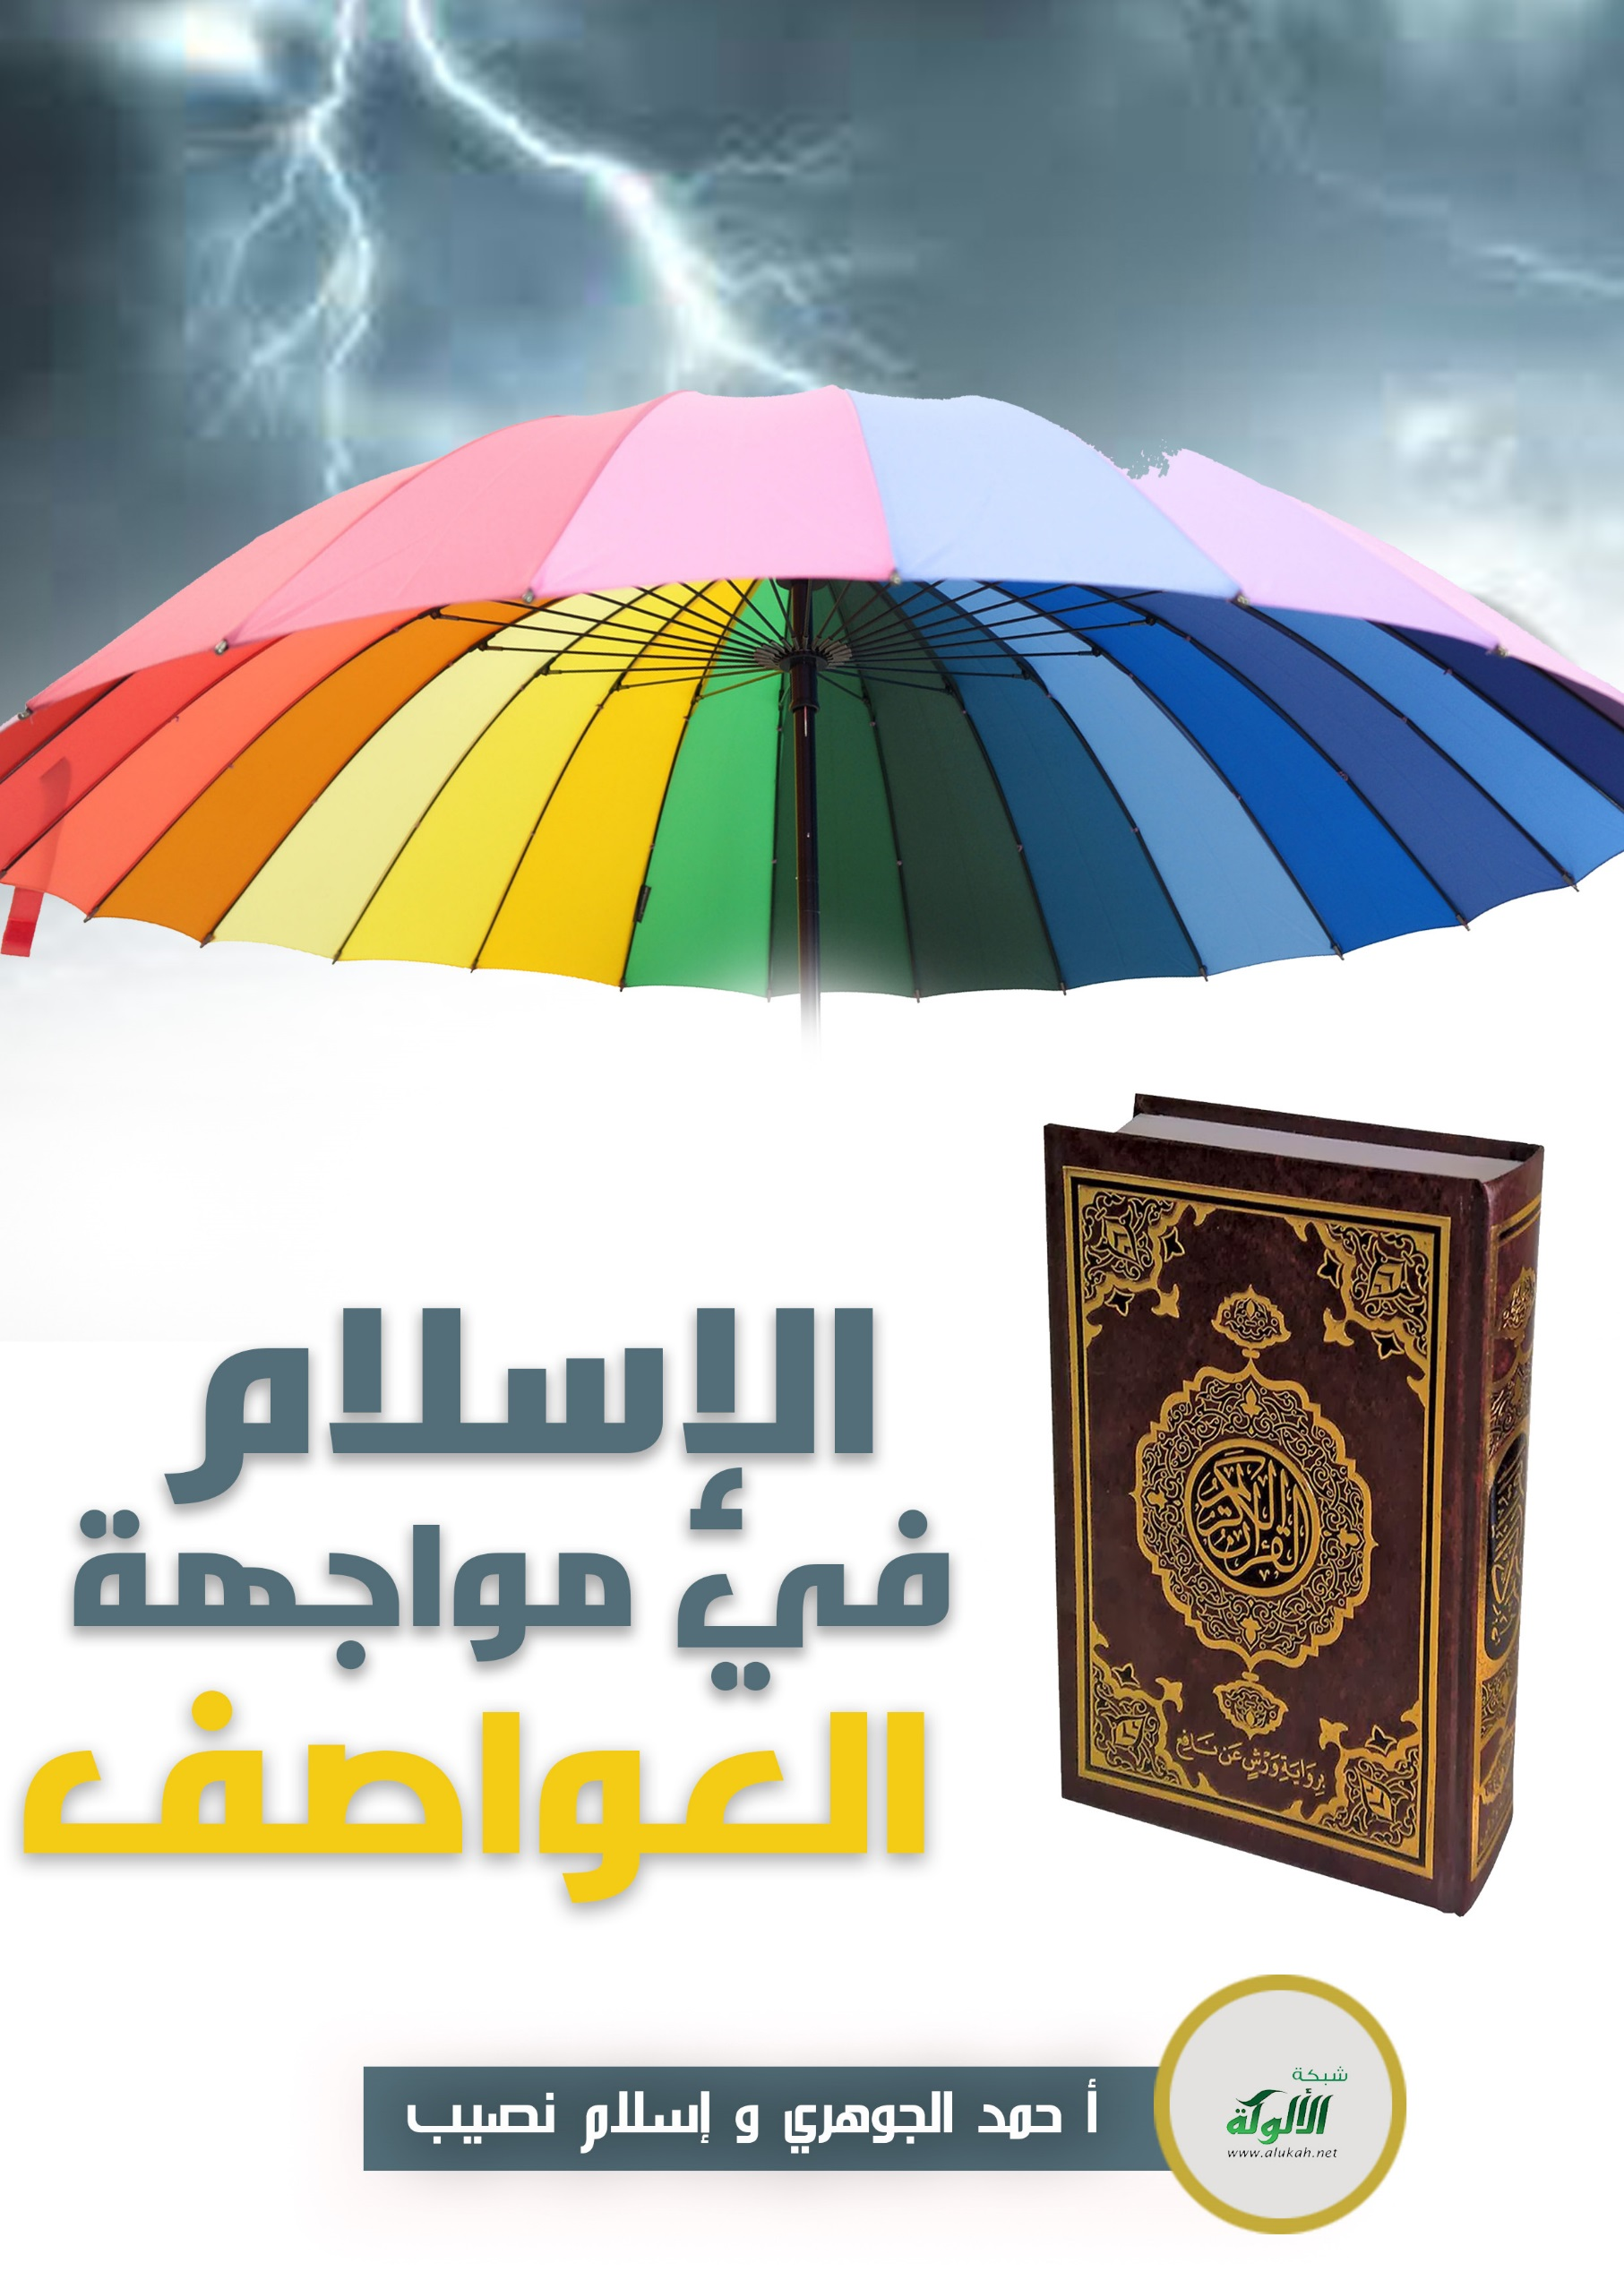 القرآن الكريم
برواية ورش عن نافع
الإسلام
في مواجهة
العواصف
أ حمد الجوهري و إسلام نصيب
شبكة
الألوكة
www.alukah.net